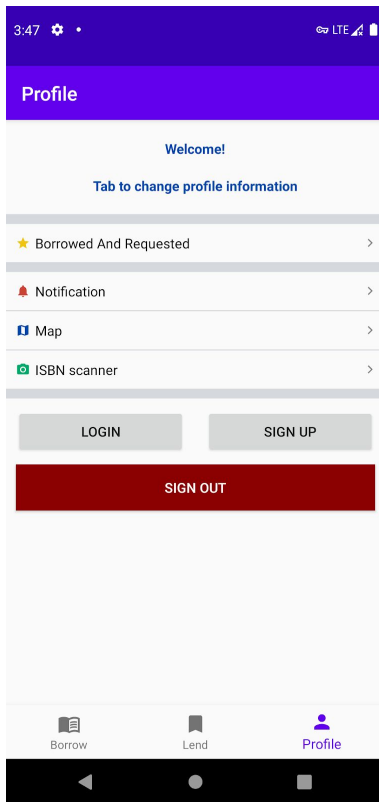 3:47 LTE
Profile
Welcome!
Tab to change profile information
Borrowed And Requested
Notification
Map
ISBN scanner
LOGIN SIGN UP
SIGN OUT
Borrow Lend Profile